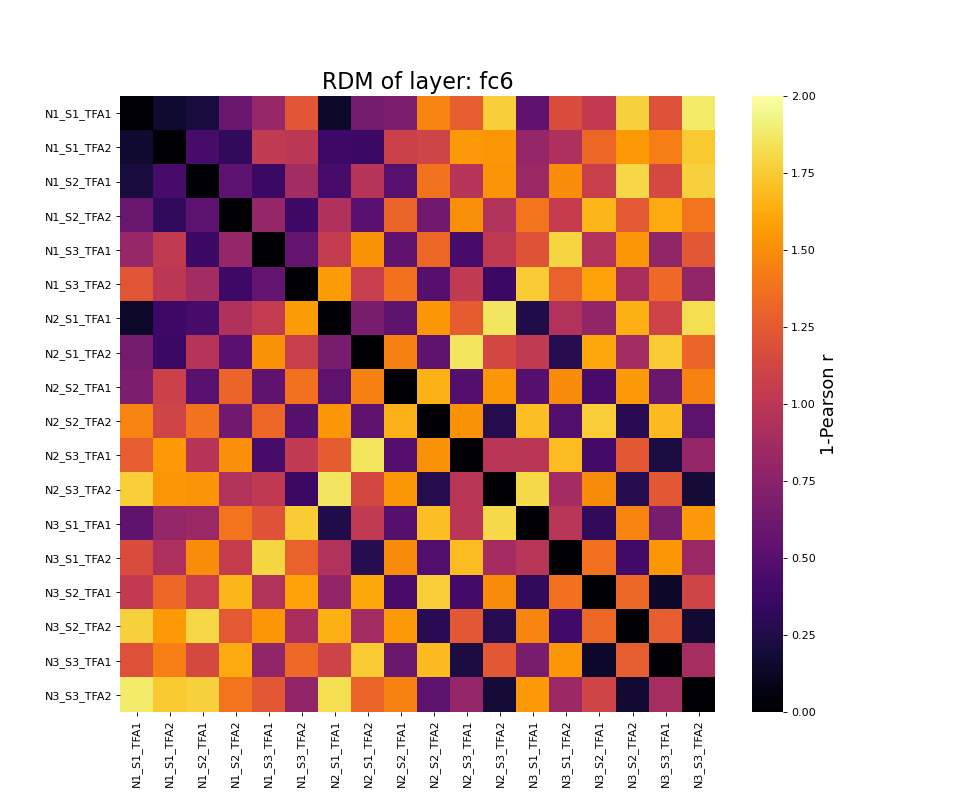 RDM of layer: fc6
N1_S1_TFA1
N1_S1_TFA2
N1_S2_TFA1
N1_S2_TFA2
N1_S3_TFA1
N1_S3_TFA2
N2_S1_TFA1
N2_S1_TFA2
N2_S2_TFA1
N2_S2_TFA2
N2_S3_TFA1
N2_S3_TFA2
N3_S1_TFA1
N3_S1_TFA2
N3_S2_TFA1
N3_S2_TFA2
N3_S3_TFA1
N3_S3_TFA2
N1_S1_TFA1
N1_S1_TFA2
N1_S2_TFA1
N1_S2_TFA2
N1_S3_TFA1
N1_S3_TFA2
N2_S1_TFA1
N2_S1_TFA2
N2_S2_TFA1
N2_S2_TFA2
N2_S3_TFA1
N2_S3_TFA2
N3_S1_TFA1
N3_S1_TFA2
N3_S2_TFA1
N3_S2_TFA2
N3_S3_TFA1
N3_S3_TFA2
2.00
1.75
1.50
1.25
1.00
0.75
0.50
0.25
0.00
1-Pearson r